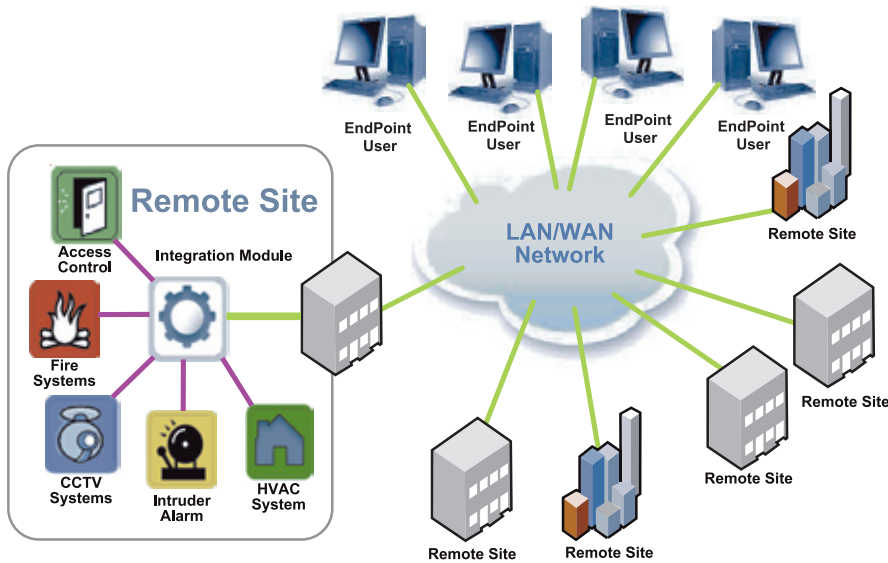 EndPoint
User
EndPoint
User
EndPoint
User
EndPoint
User
Remote Site
Access
Control
Integration Module
LAN/WAN
Network
Remote Site
Fire
Systems
CCTV
Systems
Intruder
Alarm
HVAC
System
Remote Site
Remote Site
Remote Site
Remote Site